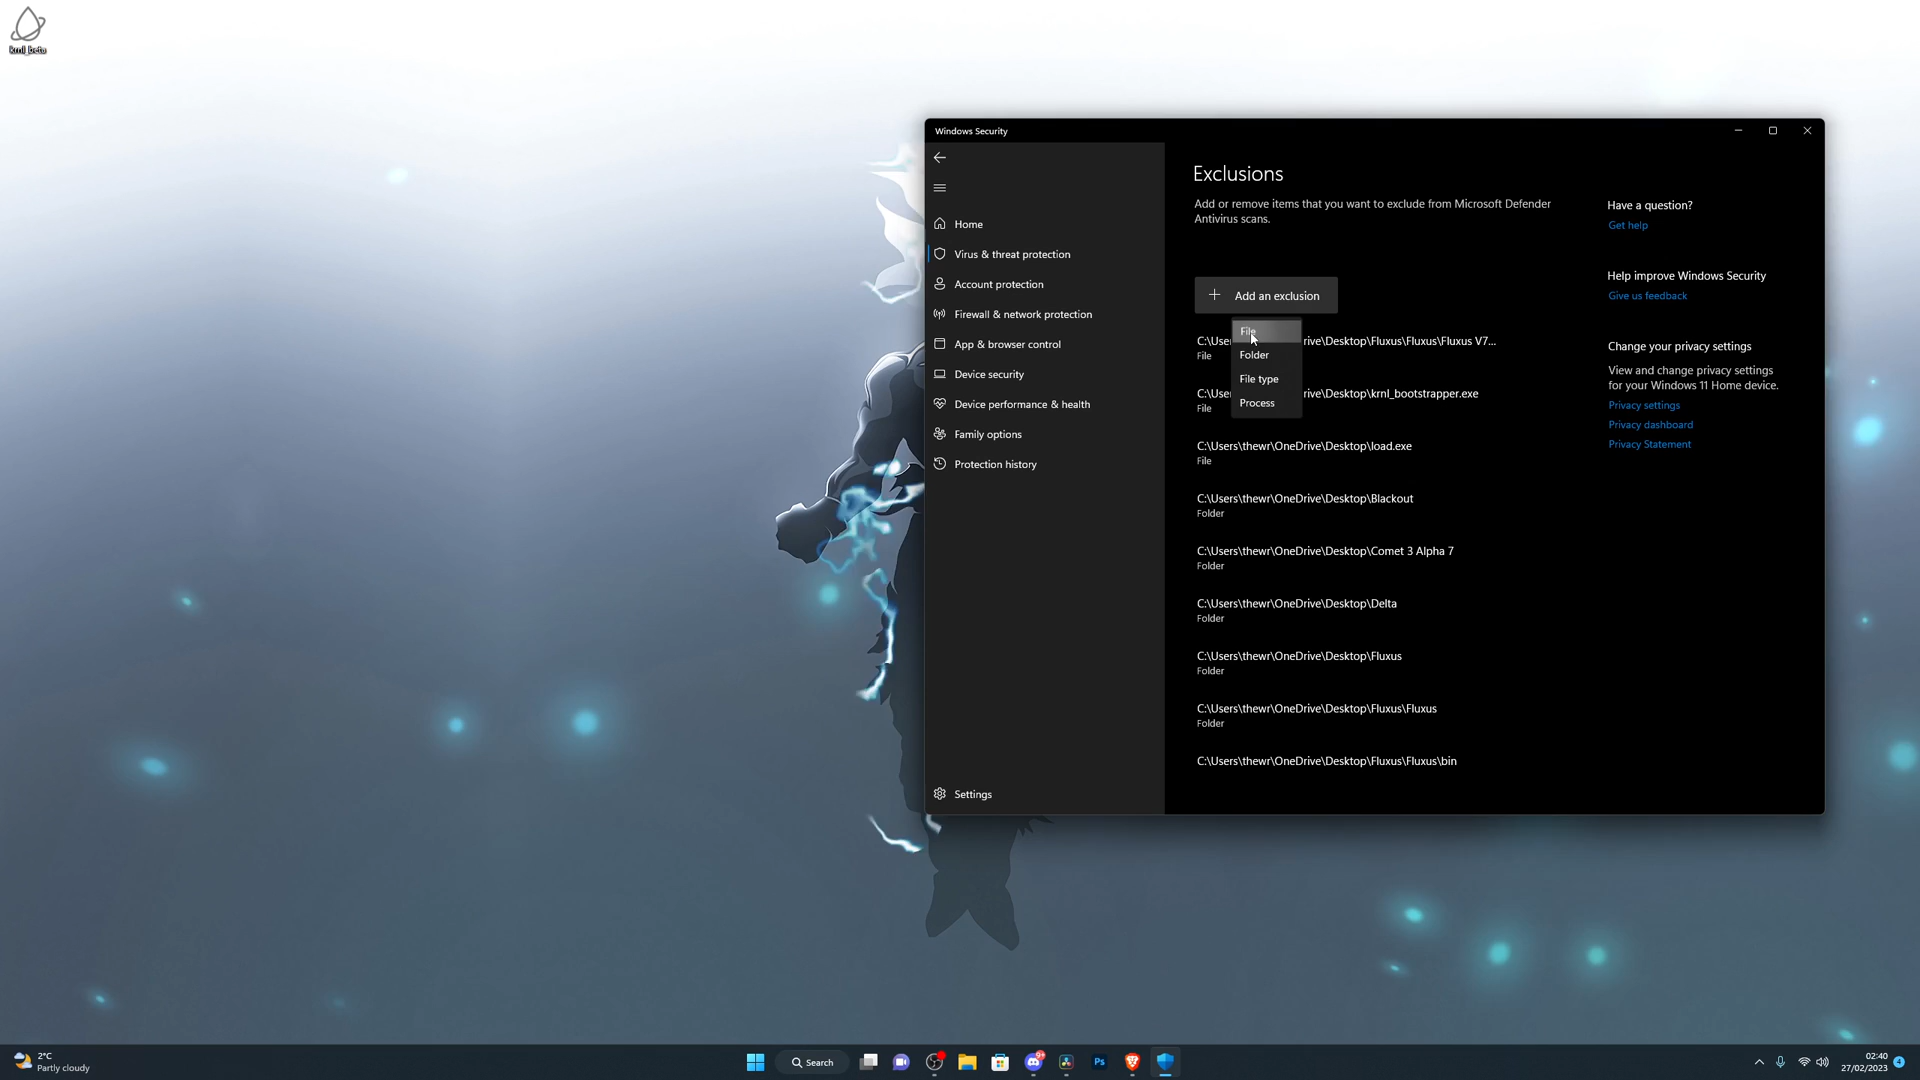 krnl_beta
Windows Security
Home
Virus & threat protection
Account protection
Firewall & network protection
App & browser control
Device security
Device performance & health
Family options
Protection history
Settings
Exclusions
Add or remove items that you want to exclude from Microsoft Defender
Antivirus scans.
Add an exclusion
File
Folder
File type
Process
C:\User rive\Desktop\Fluxus\Fluxus\Fluxus V7...
File
C:\User rive\Desktop\krnl_bootstrapper.exe
File
C:\Users\thewr\OneDrive\Desktop\load.exe
File
C:\Users\thewr\OneDrive\Desktop\Blackout
Folder
C:\Users\thewr\OneDrive\Desktop\Comet 3 Alpha 7
Folder
C:\Users\thewr\OneDrive\Desktop\Delta
Folder
C:\Users\thewr\OneDrive\Desktop\Fluxus
Folder
C:\Users\thewr\OneDrive\Desktop\Fluxus\Fluxus
Folder
C:\Users\thewr\OneDrive\Desktop\Fluxus\Fluxus\bin
Have a question?
Get help
Help improve Windows Security
Give us feedback
Change your privacy settings
View and change privacy settings
for your Windows 11 Home device.
Privacy settings
Privacy dashboard
Privacy Statement
2°C
Partly cloudy
Search
9+
Ps
02:40
27/02/2023
4